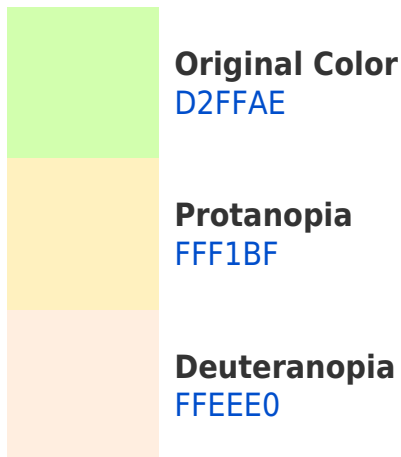 Original Color
D2FFAE
Protanopia
FFF1BF
Deuteranopia
FFEEE0